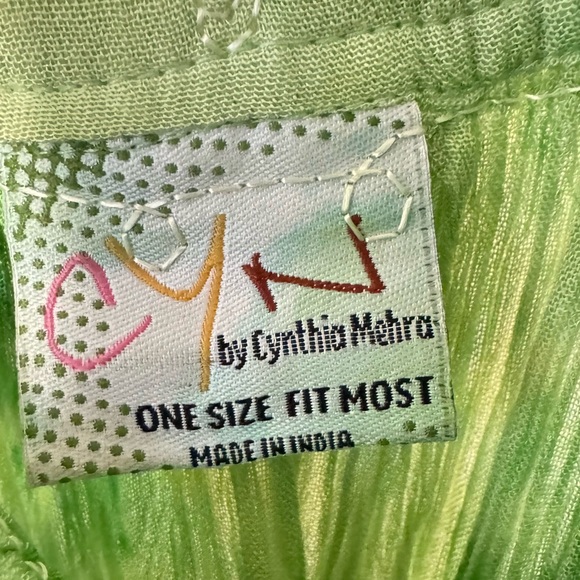 CYN
by Cynthia Mehra
ONE SIZE FIT MOST
MADE IN INDIA